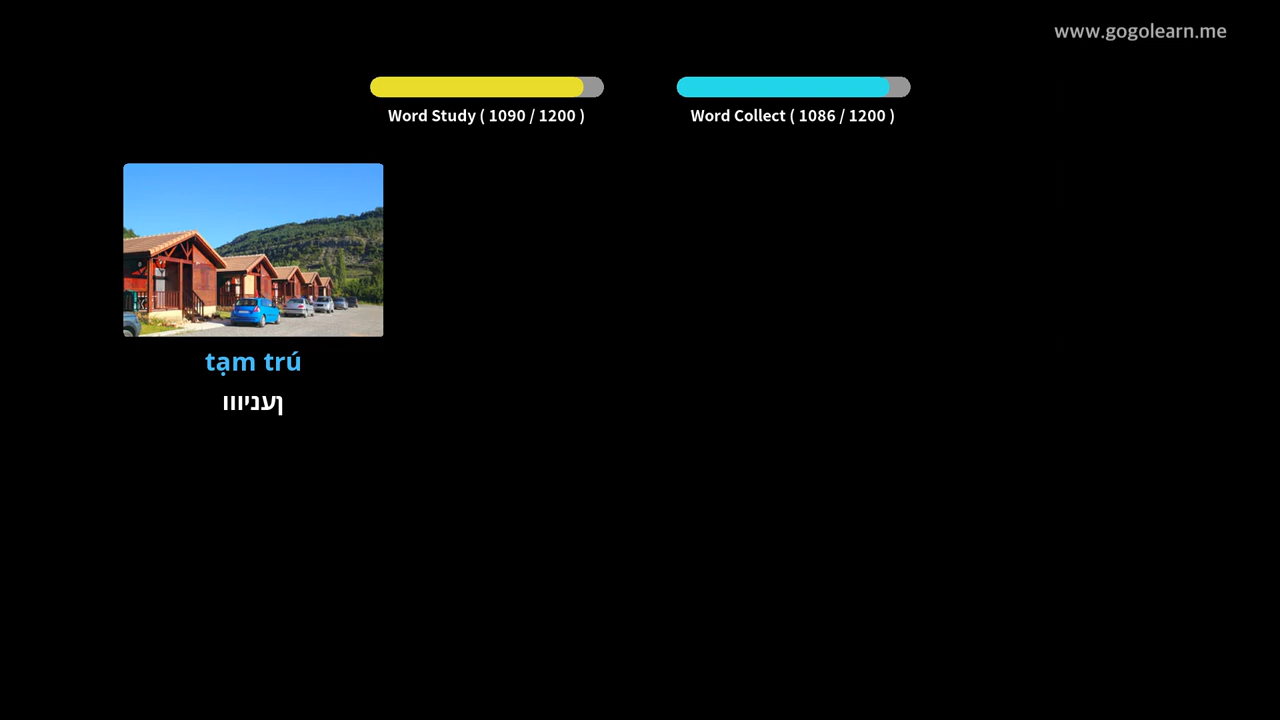 www.gogolearn.me
Word Study ( 1090 / 1200 )
Word Collect ( 1086 / 1200 )
tạm trú
ןעניווו